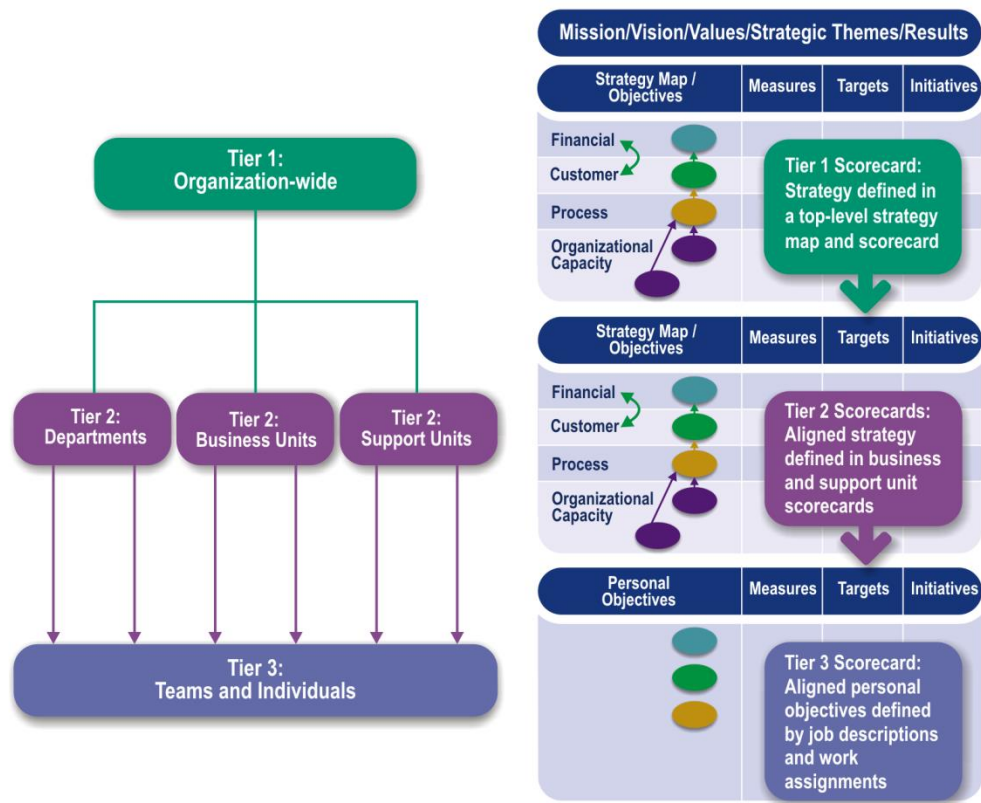 Tier 1:
Organization-wide
Tier 2:
Departments
Tier 2:
Business Units
Tier 2:
Support Units
Tier 3:
Teams and Individuals
Mission/Vision/Values/Strategic Themes/Results
Strategy Map /
Objectives
Measures
Targets
Initiatives
Financial
Customer
Process
Organizational
Capacity
Tier 1 Scorecard:
Strategy defined in
a top-level strategy
map and scorecard
Strategy Map /
Objectives
Measures
Targets
Initiatives
Financial
Customer
Process
Organizational
Capacity
Tier 2 Scorecards:
Aligned strategy
defined in business
and support unit
scorecards
Personal
Objectives
Measures
Targets
Initiatives
Tier 3 Scorecard:
Aligned personal
objectives defined
by job descriptions
and work
assignments